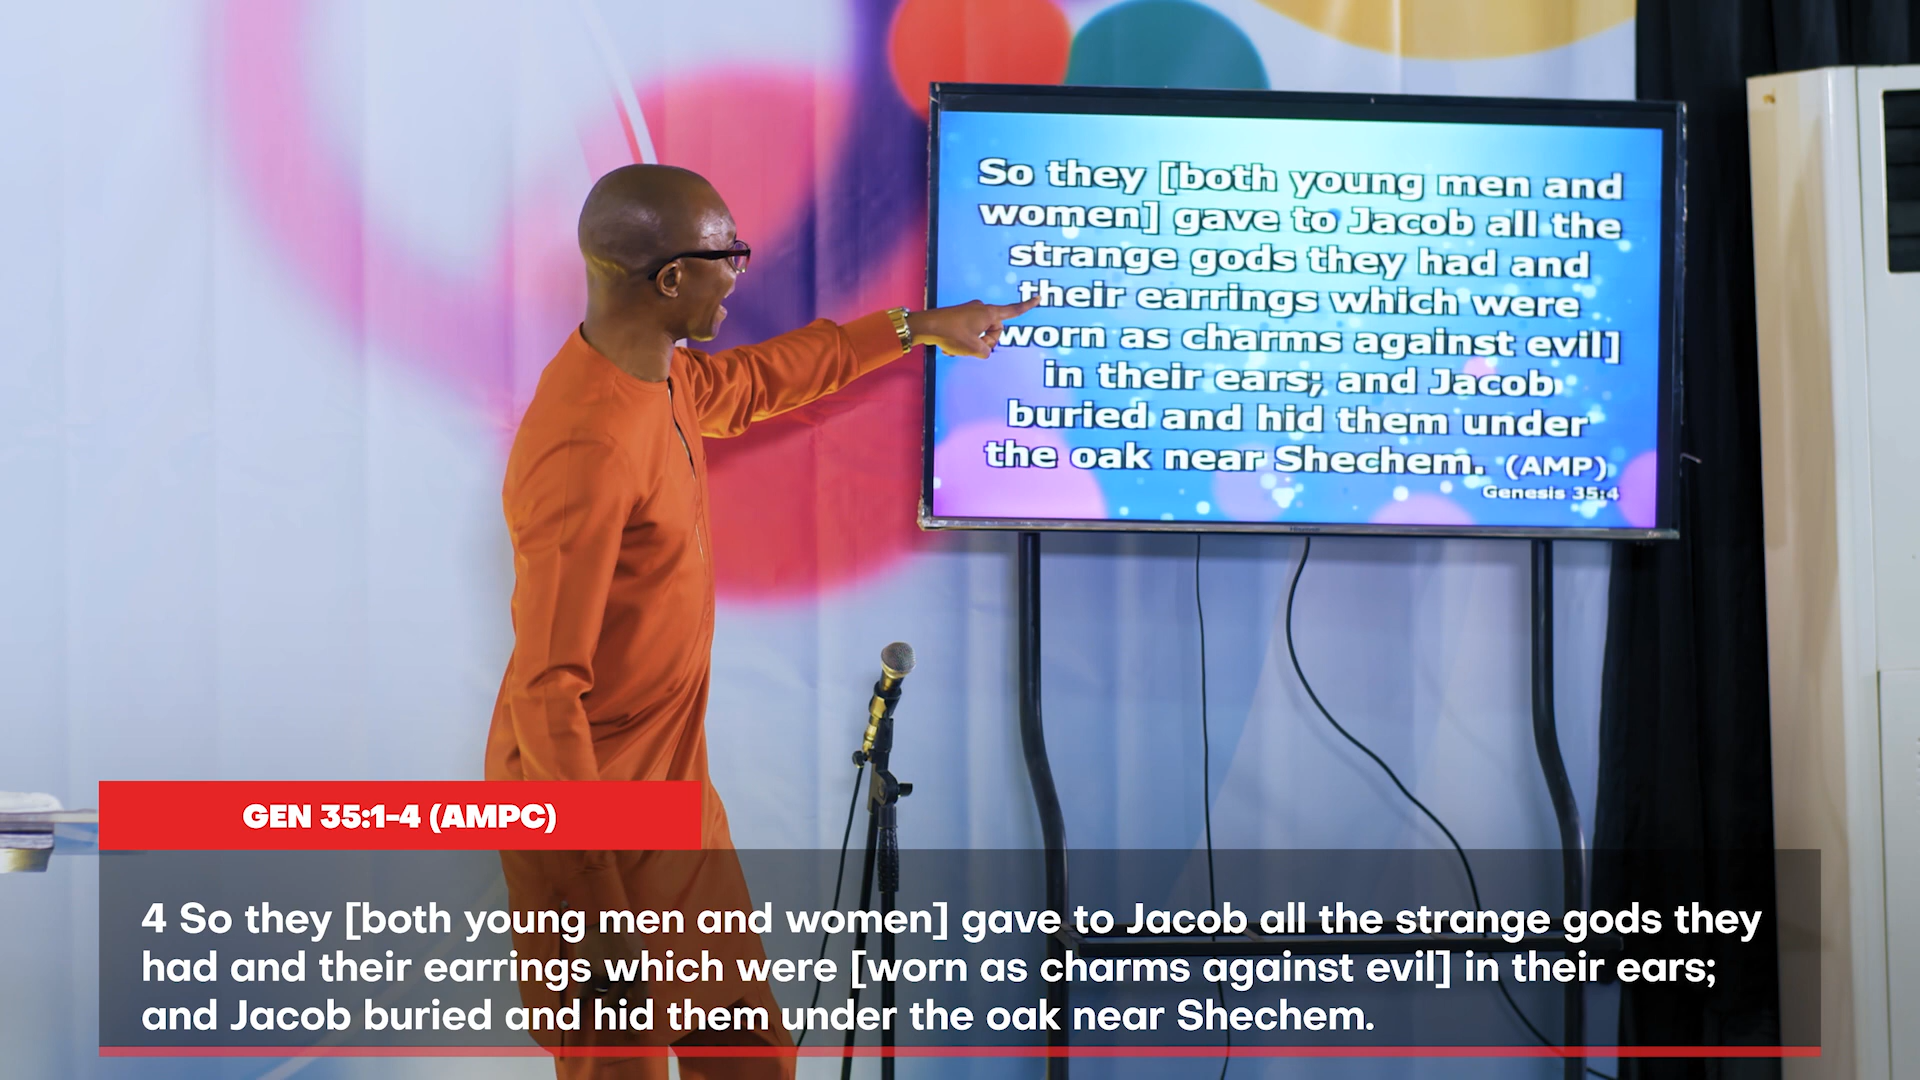 So they [both young men and
women] gave to Jacob all the
strange gods they had and
their earrings which were
worn as charms against evil]
in their ears; and Jacob
buried and hid them under
the oak near Shechem. (AMP)
Genesis 35:4
GEN 35:1-4 (AMPC)
4 So they [both young men and women] gave to Jacob all the strange gods they
had and their earrings which were [worn as charms against evil] in their ears;
and Jacob buried and hid them under the oak near Shechem.